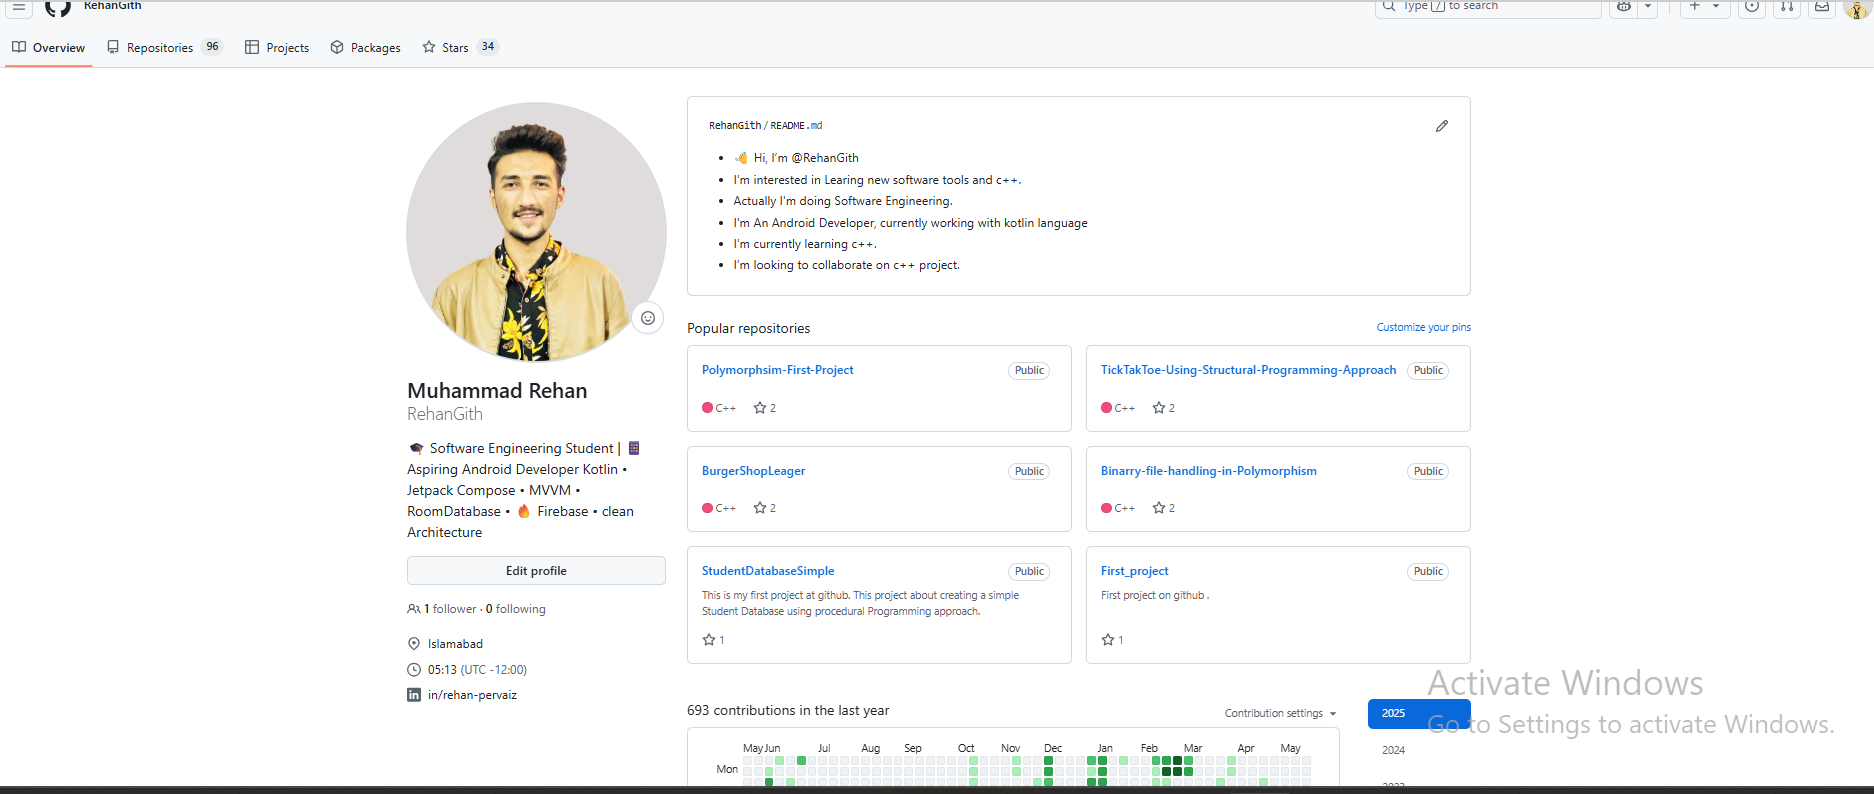 RehanGith
Type / to search
Overview
Repositories 96
Projects
Packages
Stars 34
RehanGith/README.md
Hi, I'm @RehanGith
I'm interested in Learing new software tools and c++.
Actually I'm doing Software Engineering.
I'm An Android Developer, currently working with kotlin language
I'm currently learning c++.
I'm looking to collaborate on c++ project.
Muhammad Rehan
RehanGith
Software Engineering Student |
Aspiring Android Developer Kotlin •
Jetpack Compose • MVVM •
RoomDatabase • Firebase • clean
Architecture
Edit profile
1 follower · 0 following
Islamabad
05:13 (UTC -12:00)
in/rehan-pervaiz
Popular repositories
Customize your pins
Polymorphsim-First-Project Public
C++ 2
TickTakToe-Using-Structural-Programming-Approach Public
C++ 2
BurgerShopLeager Public
C++ 2
Binarry-file-handling-in-Polymorphism Public
C++ 2
StudentDatabaseSimple Public
This is my first project at github. This project about creating a simple
Student Database using procedural Programming approach.
1
First_project Public
First project on github .
1
693 contributions in the last year
Contribution settings
2025
2024
May Jun Jul Aug Sep Oct Nov Dec Jan Feb Mar Apr May
Mon
Activate Windows
Go to Settings to activate Windows.